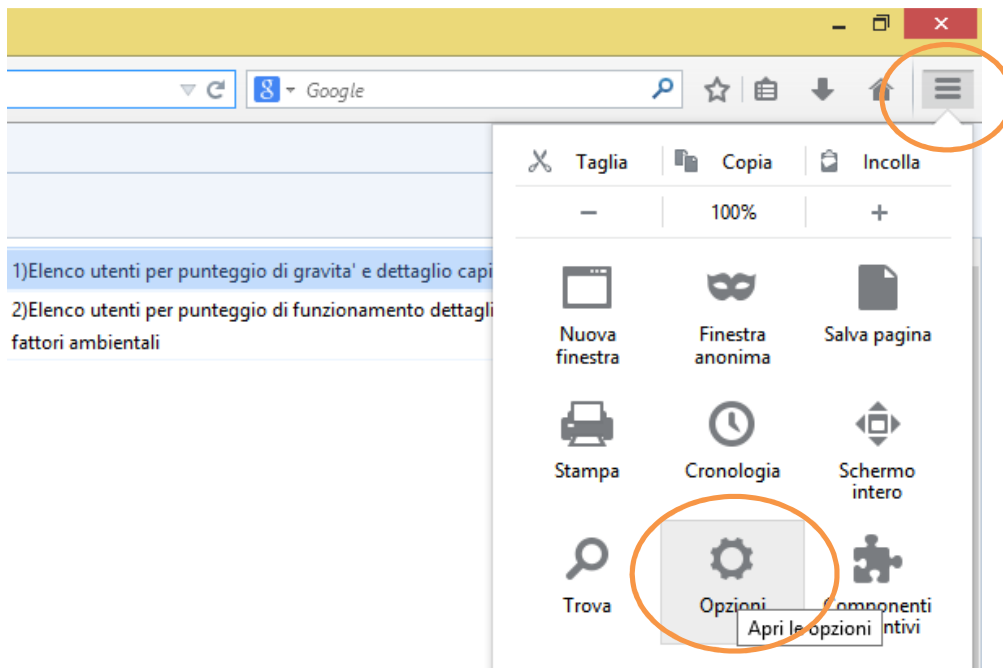 Google
Taglia
Copia
Incolla
100%
1)Elenco utenti per punteggio di gravita' e dettaglio capi
2)Elenco utenti per punteggio di funzionamento dettagli
fattori ambientali
Nuova
finestra
Finestra
anonima
Salva pagina
Stampa
Cronologia
Schermo
intero
Trova
Opzioni
Componenti
ntivi
Apri le opzioni